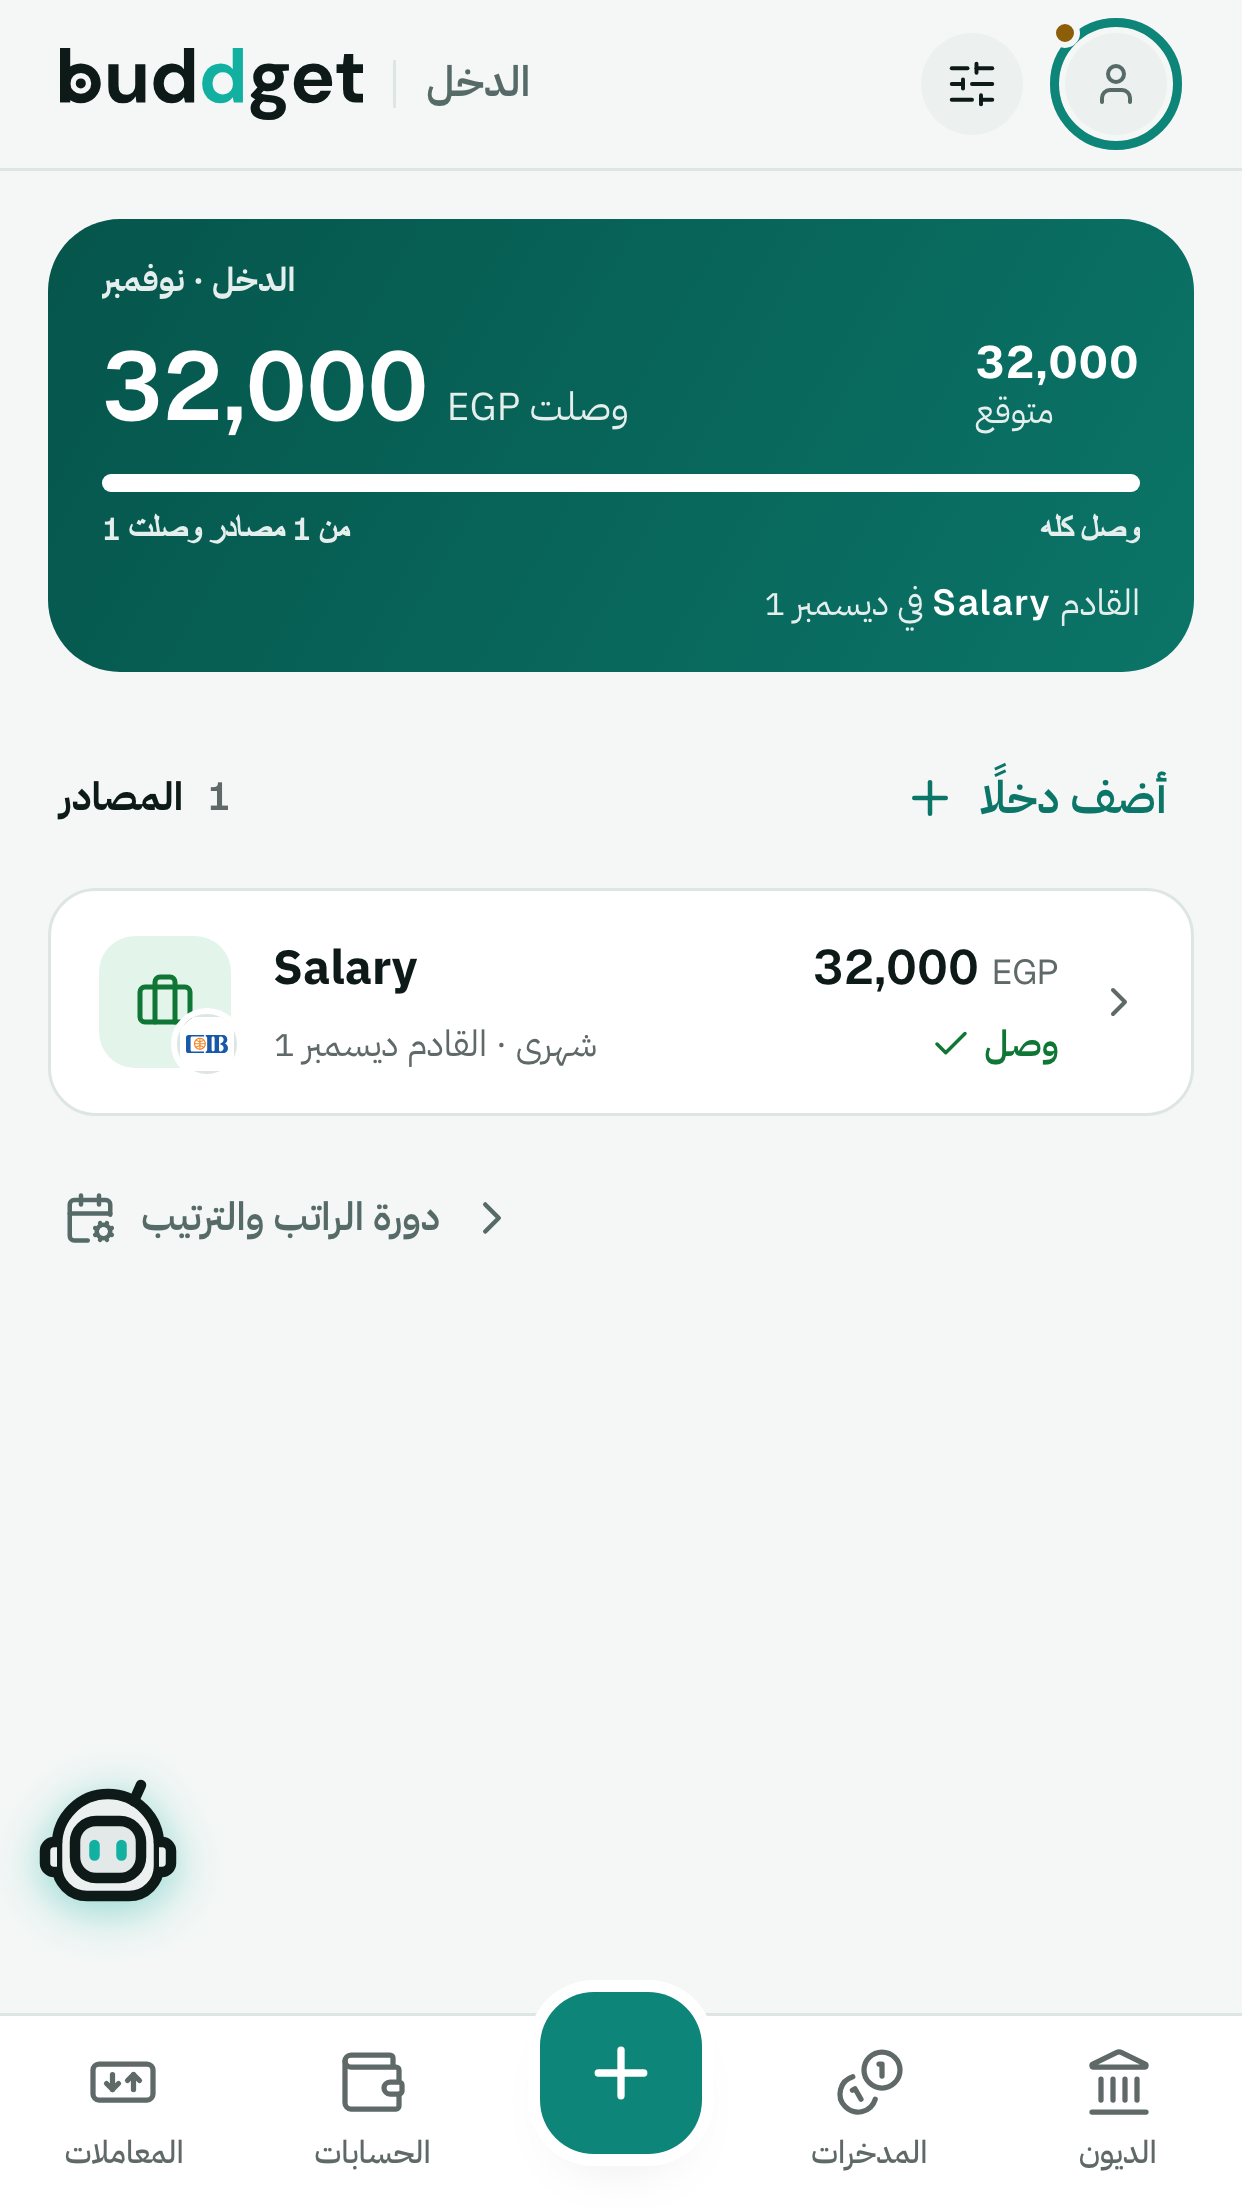 buddget
الدخل
الدخل · نوفمبر
32,000 EGP وصلت
32,000
متوقع
1 من 1 مصادر وصلت
وصل كله
القادم Salary في ديسمبر 1
المصادر 1
أضف دخلًا
Salary
32,000 EGP
شهري · القادم ديسمبر 1
وصل
CIB
دورة الراتب والترتيب
المعاملات
الحسابات
المدخرات
الديون